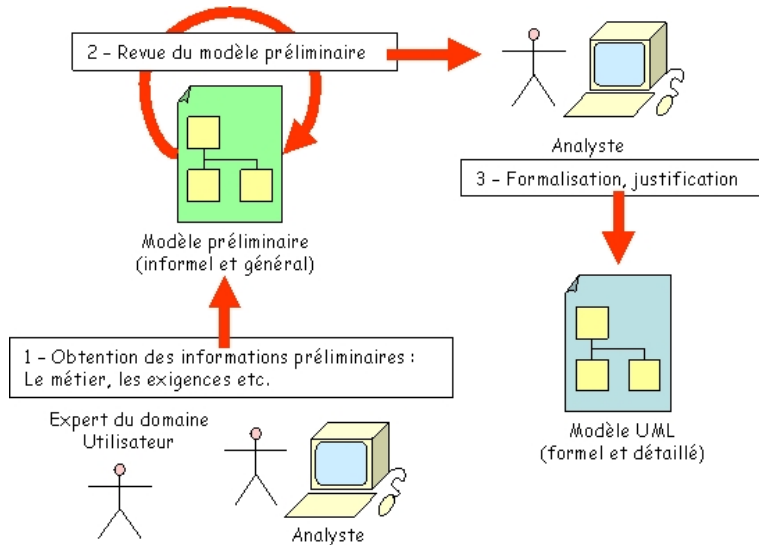 2 – Revue du modèle préliminaire
Analyste
3 – Formalisation, justification
Modèle préliminaire
(informel et général)
1 – Obtention des informations préliminaires :
Le métier, les exigences etc.
Expert du domaine
Utilisateur
Analyste
Modèle UML
(formel et détaillé)